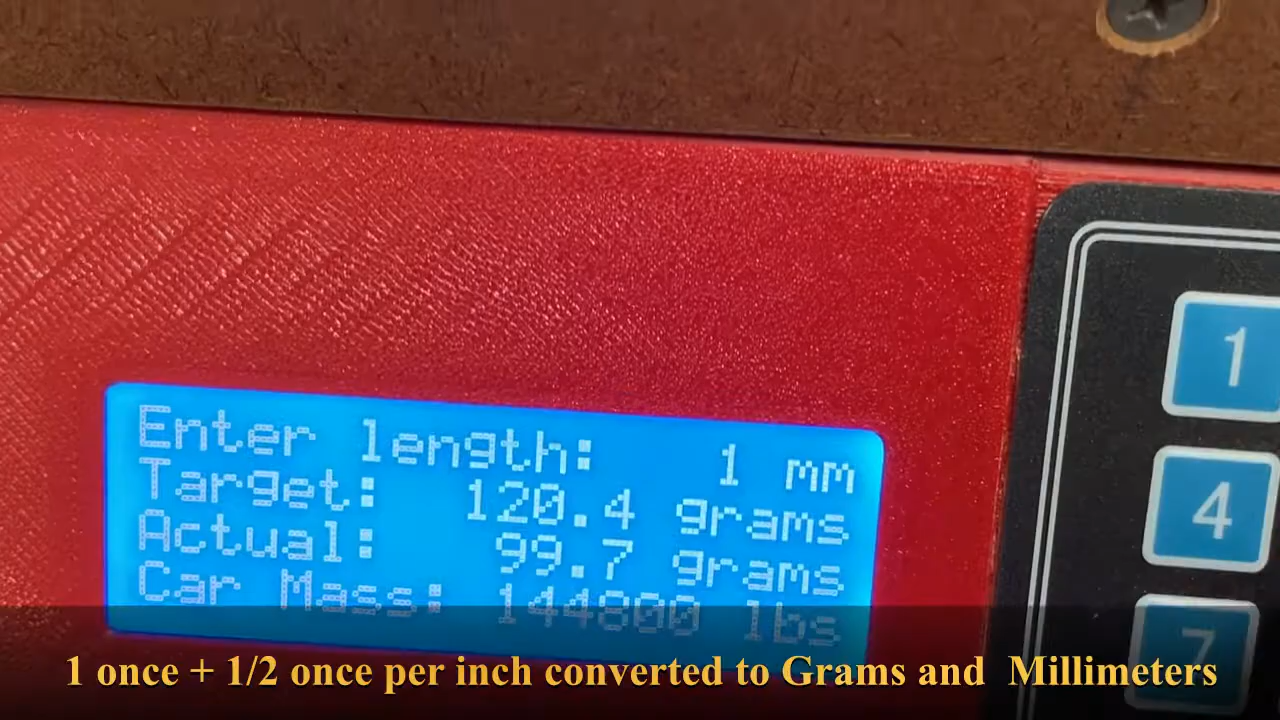 Enter length: 1 mm
Target: 120.4 grams
Actual: 99.7 grams
Car Mass: 144800 lbs
1
4
7
1 once + 1/2 once per inch converted to Grams and Millimeters